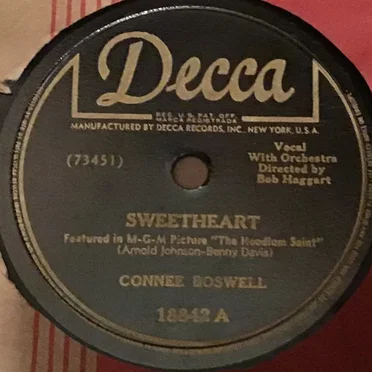 Decca
REG. U.S. PAT. OFF.
MARCA REGISTRADA
MANUFACTURED BY DECCA RECORDS, INC., NEW YORK, U.S.A.
(73451)
Vocal
With Orchestra
Directed by
Bob Haggart
SWEETHEART
Featured in M-G-M Picture "The Hoodlum Saint"
(Arnold Johnson-Benny Davis)
CONNEE BOSWELL
18842 A